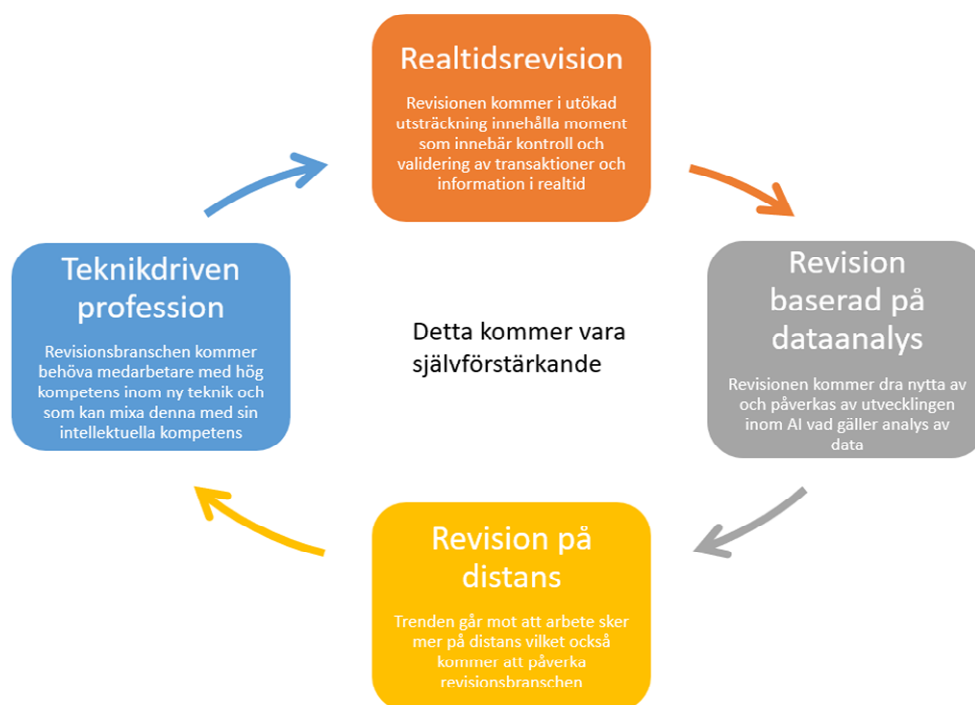 Realtidsrevision
Revisionen kommer i utökad
utsträckning innehålla moment
som innebär kontroll och
validering av transaktioner och
information i realtid
Revision
baserad på
dataanalys
Revisionen kommer dra nytta av
och påverkas av utvecklingen
inom AI vad gäller analys av
data
Revision på
distans
Trenden går mot att arbete sker
mer på distans vilket också
kommer att påverka
revisionsbranschen
Teknikdriven
profession
Revisionsbranschen kommer
behöva medarbetare med hög
kompetens inom ny teknik och
som kan mixa denna med sin
intellektuella kompetens
Detta kommer vara
självförstärkande